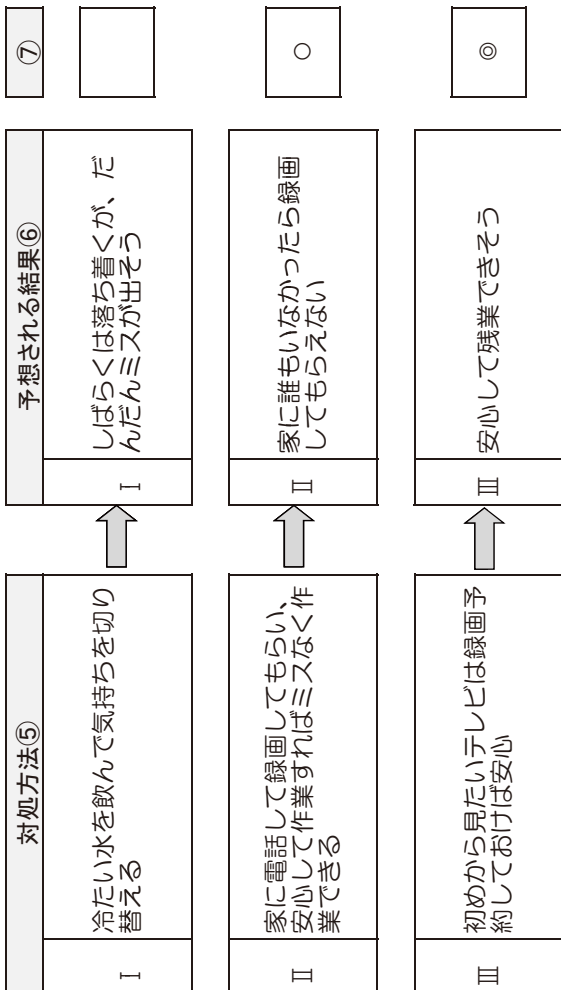 対処方法⑤
Ⅰ
冷たい水を飲んで気持ちを切り
替える
Ⅱ
家に電話して録画してもらい、
安心して作業すればミスなく作
業できる
Ⅲ
初めから見たいテレビは録画予
約しておけば安心
予想される結果⑥
Ⅰ
しばらくは落ち着くが、だ
んだんミスが出そう
Ⅱ
家に誰もいなかったら録画
してもらえない
Ⅲ
安心して残業できそう
⑦
○
◎